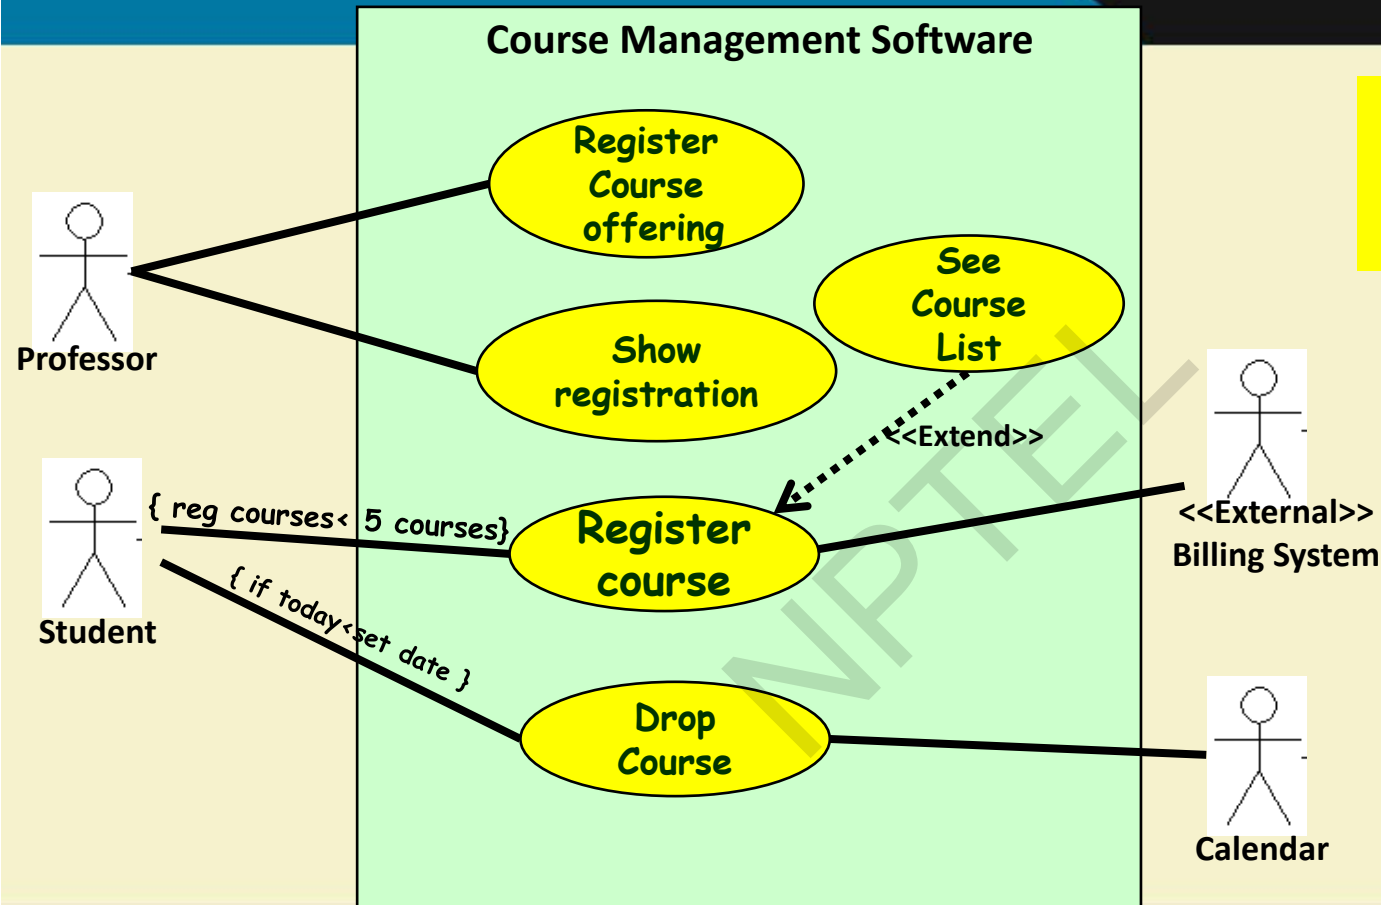 Course Management Software
Register
Course
offering
See
Course
List
Show
registration
Professor
<<Extend>>
{ reg courses< 5 courses}
Register
course
<<External>>
Billing System
{ if today<set date }
Student
Drop
Course
Calendar
NPTEL